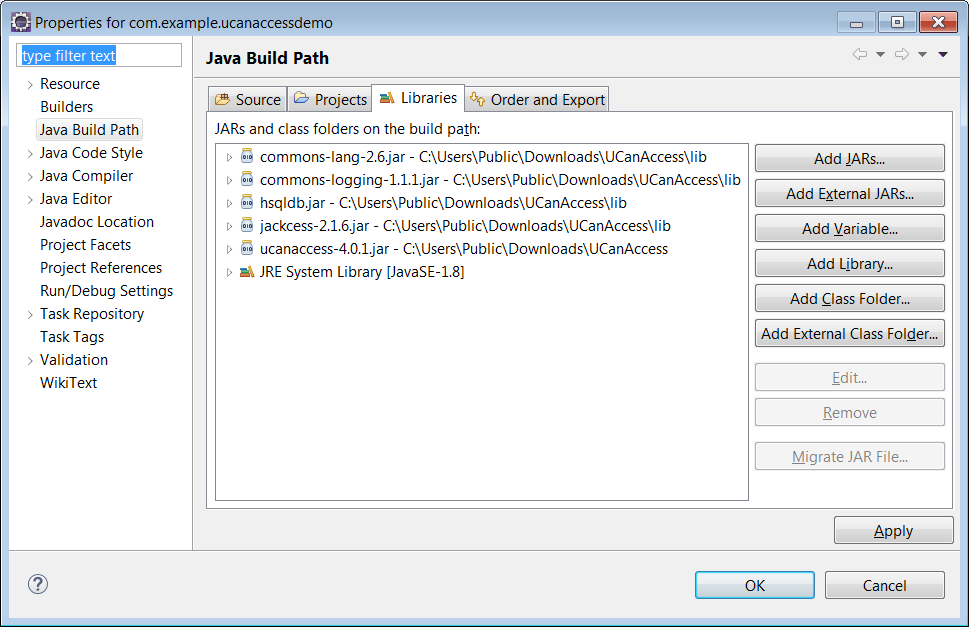 Properties for com.example.ucanaccessdemo
type filter text
Resource
Builders
Java Build Path
Java Code Style
Java Compiler
Java Editor
Javadoc Location
Project Facets
Project References
Run/Debug Settings
Task Repository
Task Tags
Validation
WikiText
Java Build Path
Source Projects Libraries Order and Export
JARs and class folders on the build path:
commons-lang-2.6.jar - C:\Users\Public\Downloads\UCanAccess\lib
commons-logging-1.1.1.jar - C:\Users\Public\Downloads\UCanAccess\lib
hsqldb.jar - C:\Users\Public\Downloads\UCanAccess\lib
jackcess-2.1.6.jar - C:\Users\Public\Downloads\UCanAccess\lib
ucanaccess-4.0.1.jar - C:\Users\Public\Downloads\UCanAccess
JRE System Library [JavaSE-1.8]
Add JARs...
Add External JARs...
Add Variable...
Add Library...
Add Class Folder...
Add External Class Folder...
Edit...
Remove
Migrate JAR File...
Apply
?
OK Cancel